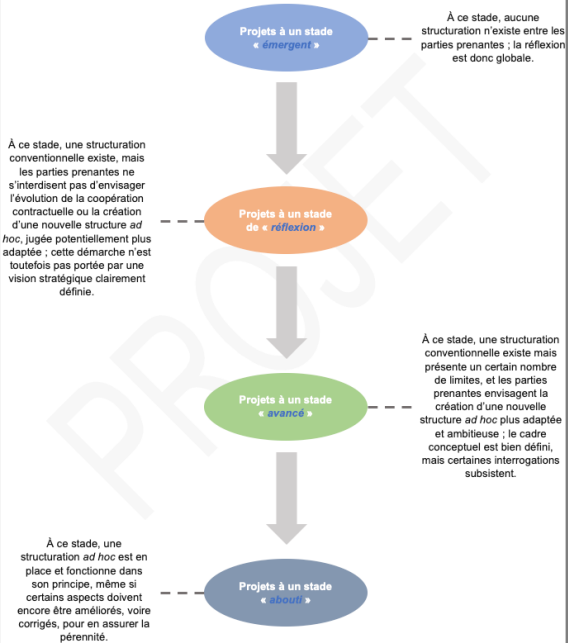 Projets à un stade
« émergent »
À ce stade, aucune
structuration n'existe entre les
parties prenantes ; la réflexion
est donc globale.
À ce stade, une structuration
conventionnelle existe, mais
les parties prenantes ne
s'interdisent pas d'envisager
l'évolution de la coopération
contractuelle ou la création
d'une nouvelle structure ad
hoc, jugée potentiellement plus
adaptée ; cette démarche n'est
toutefois pas portée par une
vision stratégique clairement
définie.
Projets à un stade
de « réflexion »
Projets à un stade
« avancé »
À ce stade, une structuration
conventionnelle existe mais
présente un certain nombre
de limites, et les parties
prenantes envisagent la
création d'une nouvelle
structure ad hoc plus adaptée
et ambitieuse ; le cadre
conceptuel est bien défini,
mais certaines interrogations
subsistent.
À ce stade, une
structuration ad hoc est en
place et fonctionne dans
son principe, même si
certains aspects doivent
encore être améliorés, voire
corrigés, pour en assurer la
pérennité.
Projets à un stade
« abouti »
PROJET